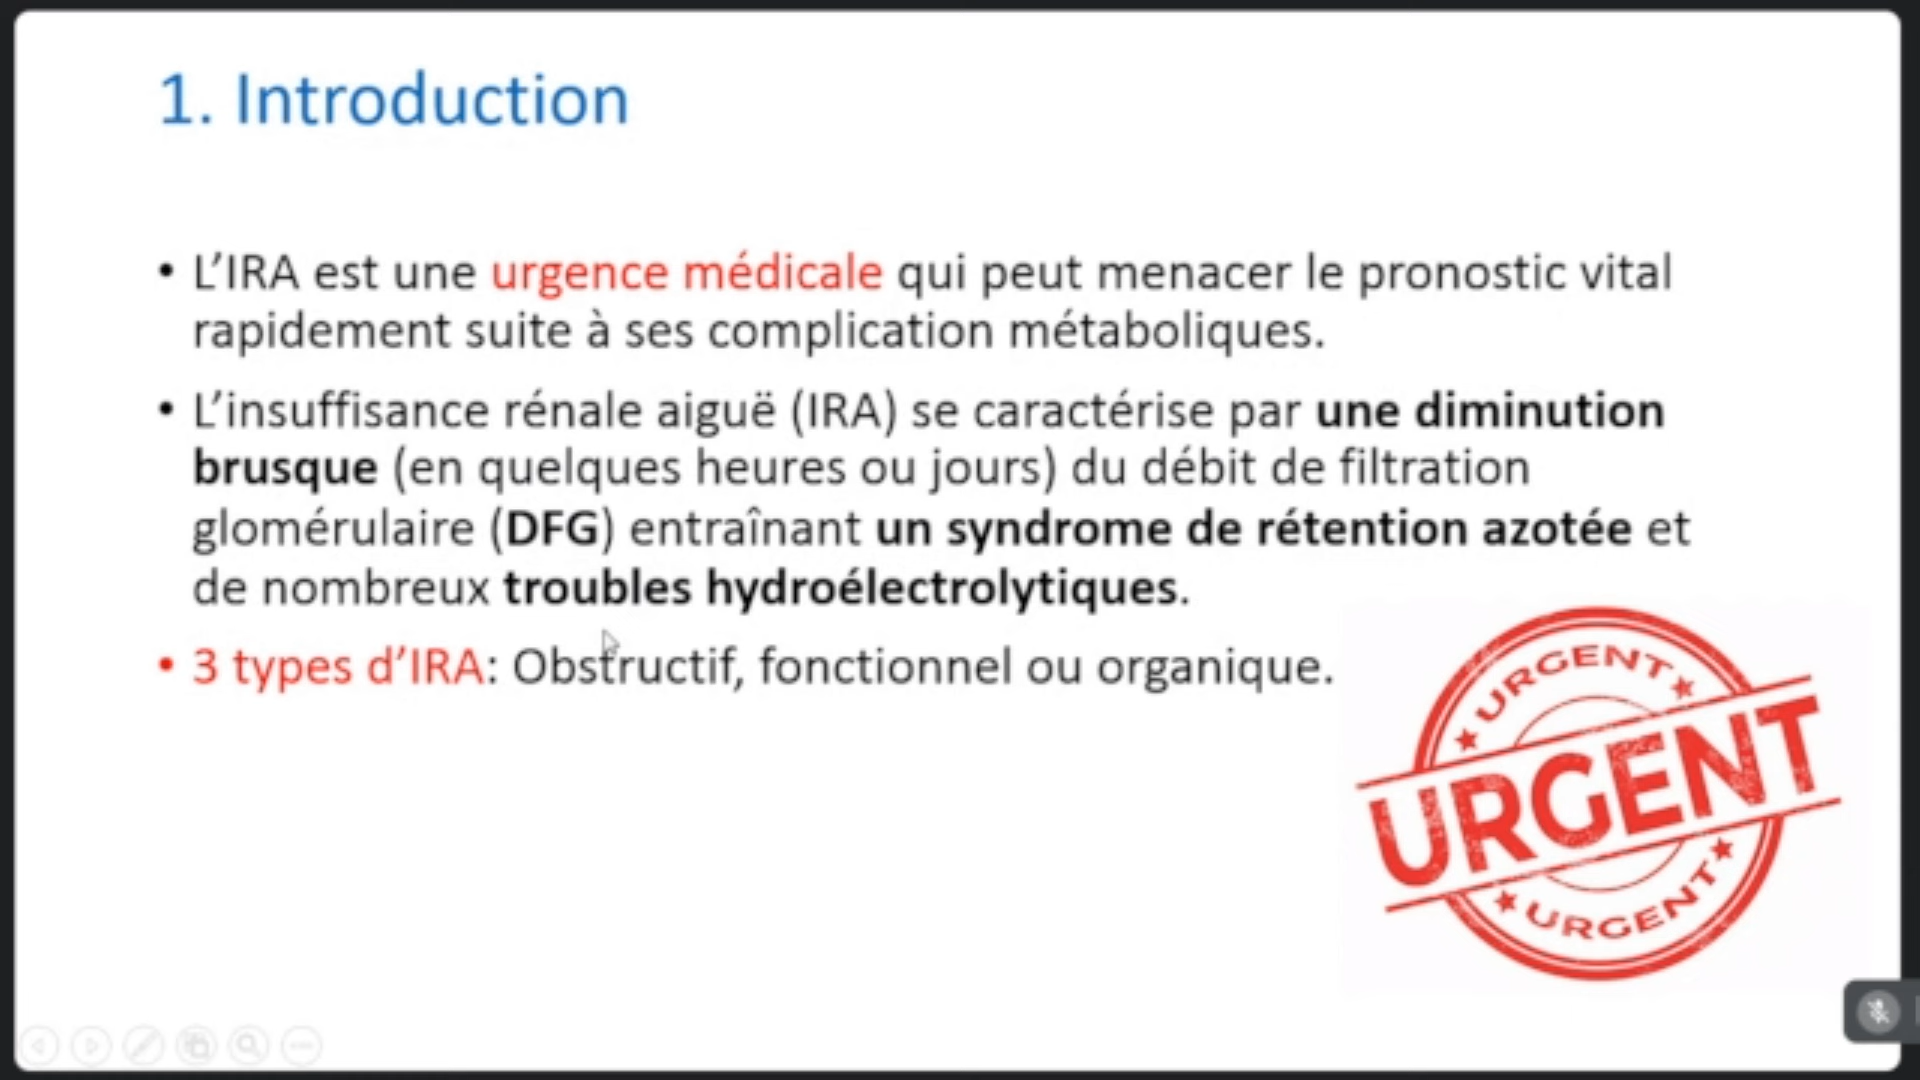 1. Introduction
• L’IRA est une urgence médicale qui peut menacer le pronostic vital
rapidement suite à ses complication métaboliques.
• L’insuffisance rénale aiguë (IRA) se caractérise par une diminution
brusque (en quelques heures ou jours) du débit de filtration
glomérulaire (DFG) entraînant un syndrome de rétention azotée et
de nombreux troubles hydroélectrolytiques.
• 3 types d’IRA: Obstructif, fonctionnel ou organique.
URGENT
URGENT
URGENT